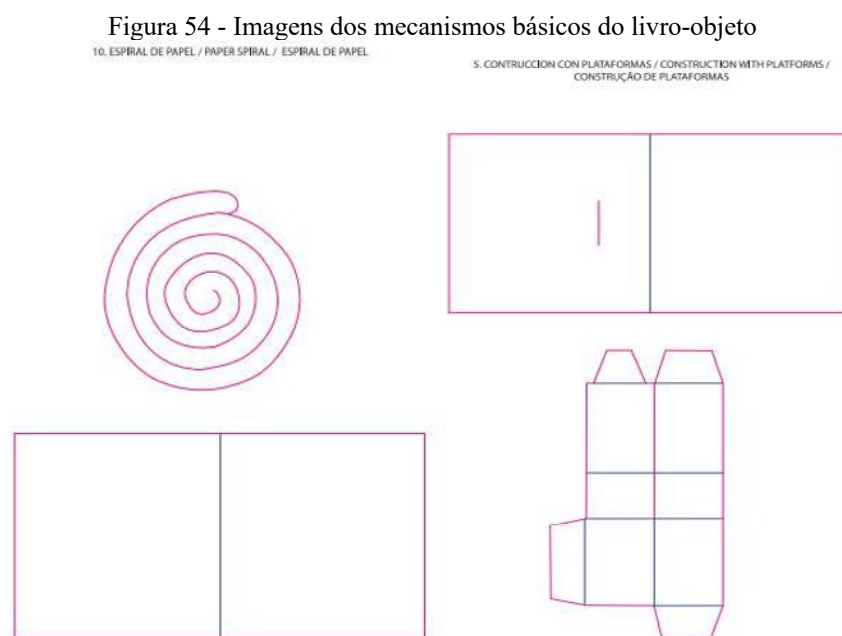 Figura 54 - Imagens dos mecanismos básicos do livro-objeto
10. ESPIRAL DE PAPEL / PAPER SPIRAL / ESPIRAL DE PAPEL
5. CONTRUCCION CON PLATAFORMAS / CONSTRUCTION WITH PLATFORMS /
CONSTRUÇÃO DE PLATAFORMAS